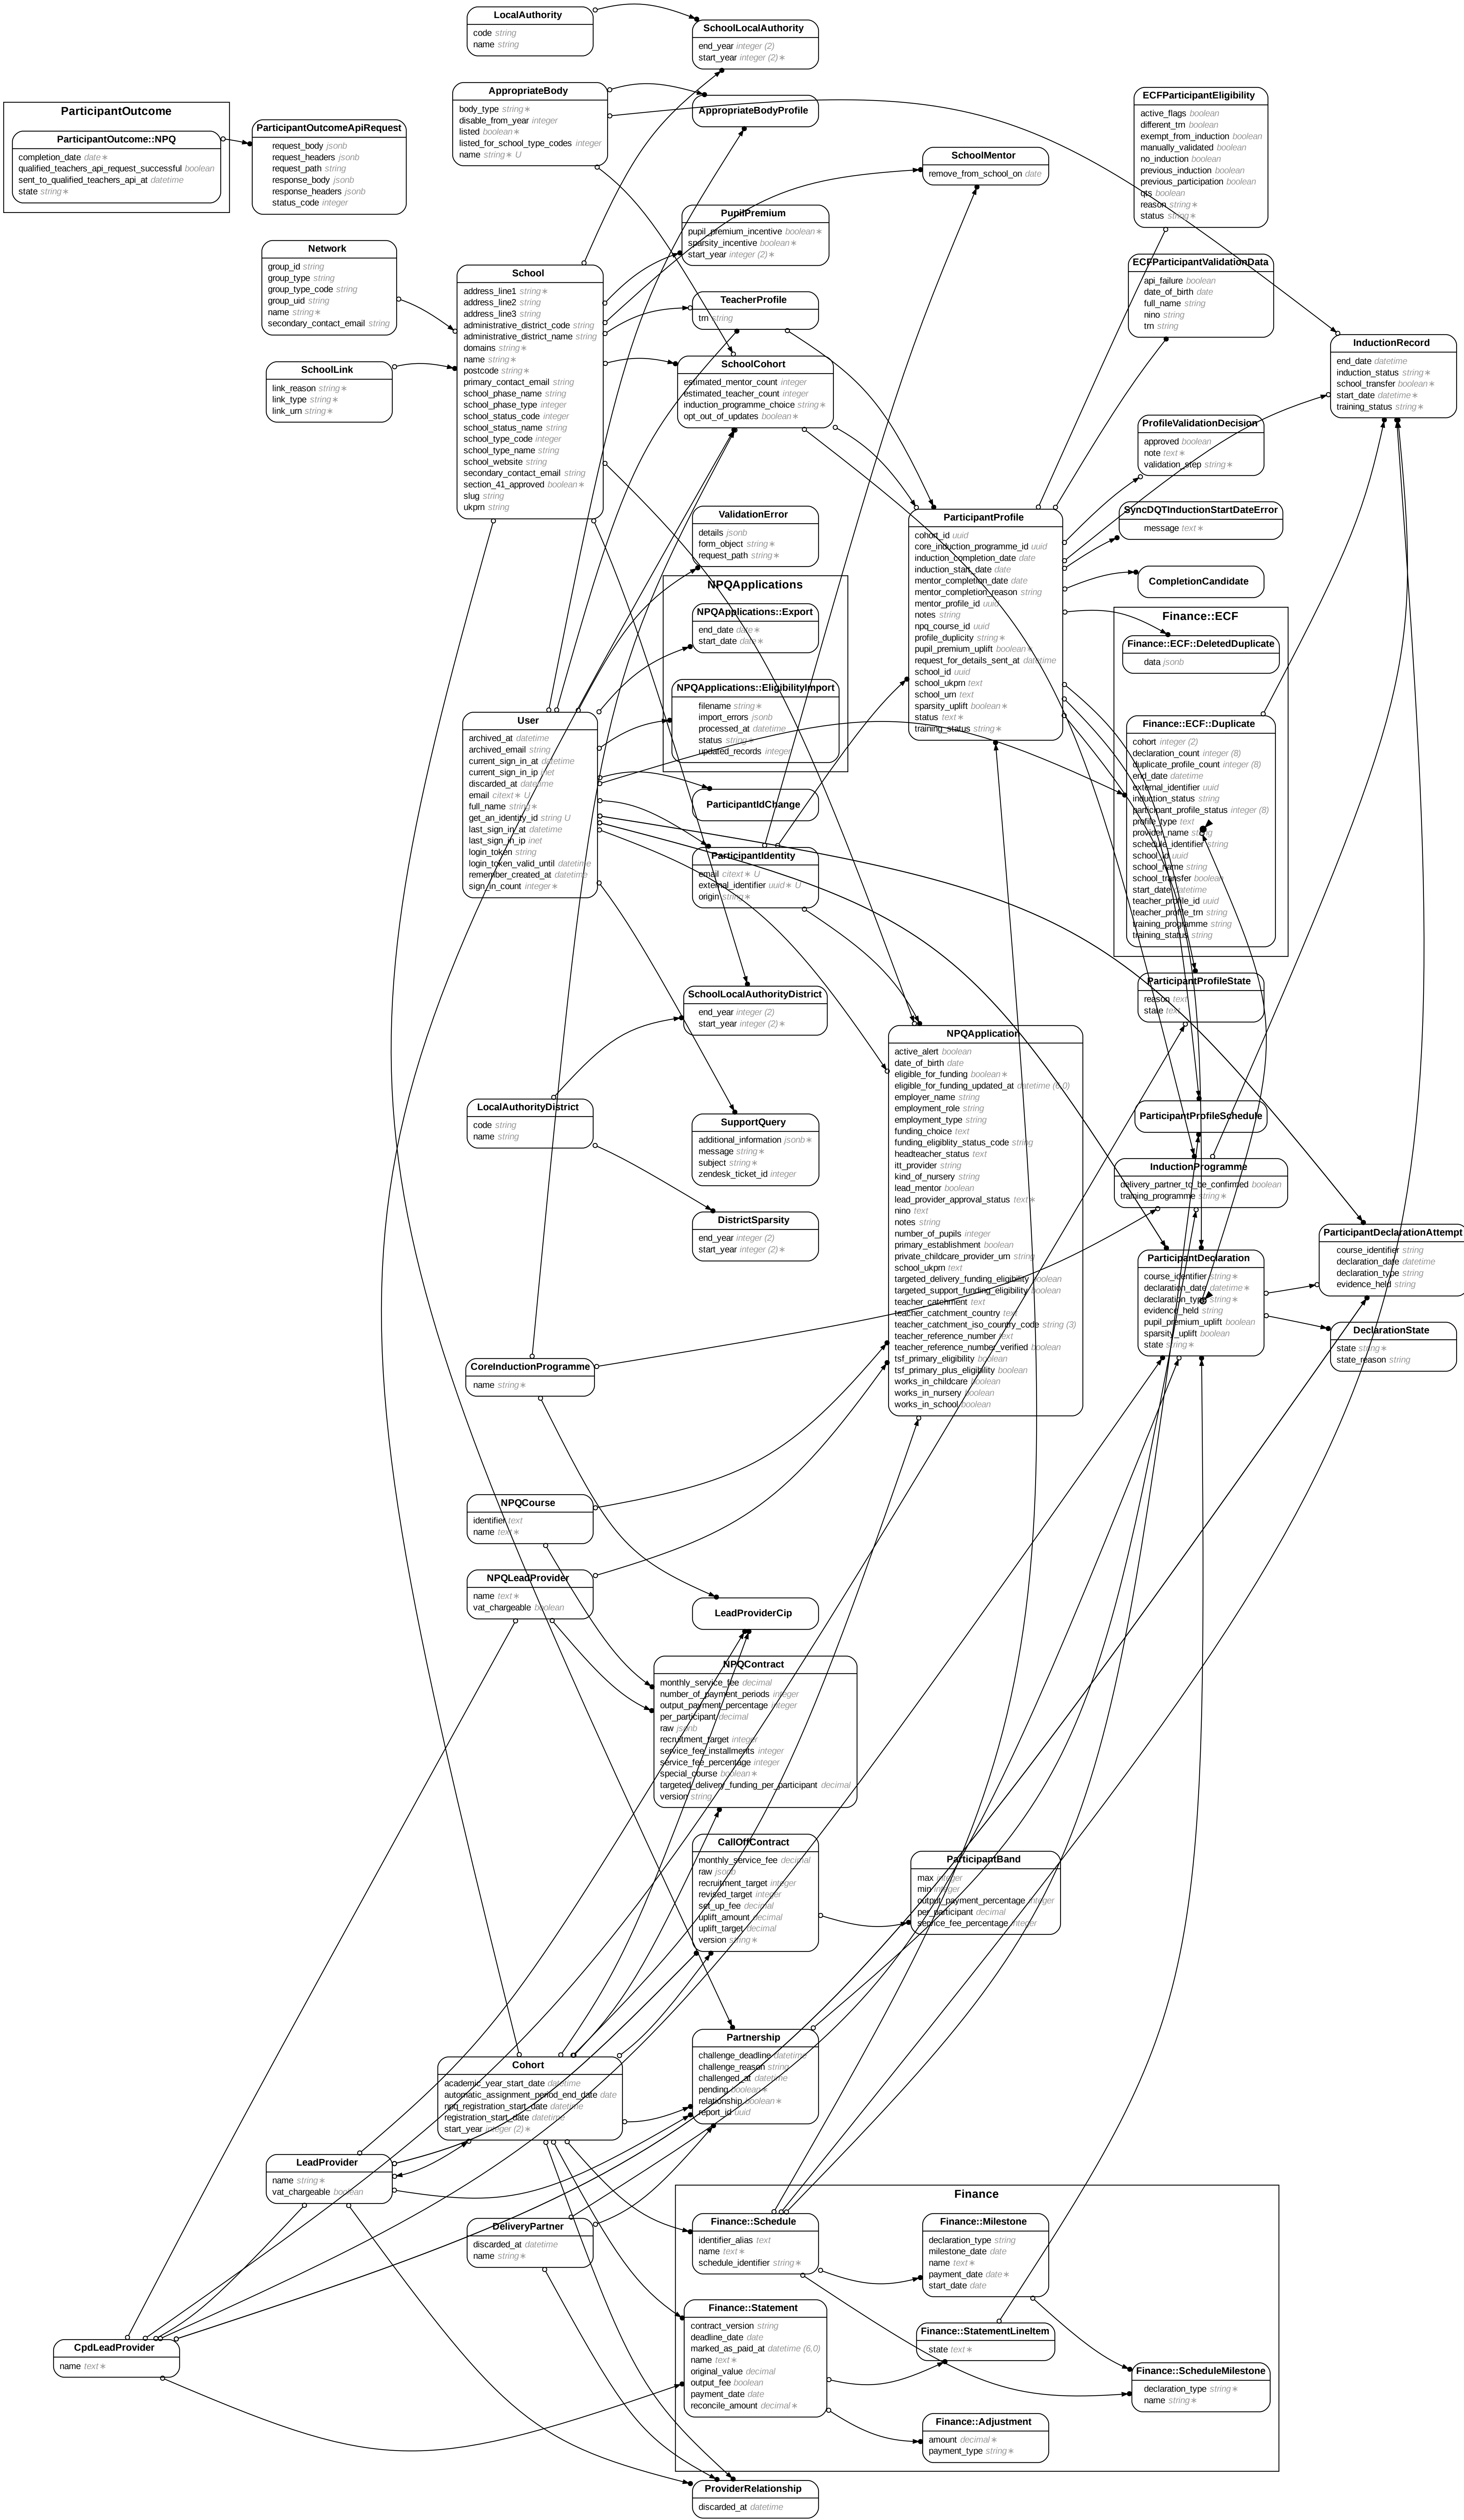 LocalAuthority
code string
name string
SchoolLocalAuthority
end_year integer (2)
start_year integer (2)∗
AppropriateBody
body_type string∗
disable_from_year integer
listed boolean∗
listed_for_school_type_codes integer
name string∗ U
AppropriateBodyProfile
ParticipantOutcome
ParticipantOutcome::NPQ
completion_date date∗
qualified_teachers_api_request_successful boolean
sent_to_qualified_teachers_api_at datetime
state string∗
ParticipantOutcomeApiRequest
request_body jsonb
request_headers jsonb
request_path string
response_body jsonb
response_headers jsonb
status_code integer
ECFParticipantEligibility
active_flags boolean
different_trn boolean
exempt_from_induction boolean
manually_validated boolean
no_induction boolean
previous_induction boolean
previous_participation boolean
qts boolean
reason string∗
status string∗
SchoolMentor
remove_from_school_on date
PupilPremium
pupil_premium_incentive boolean∗
sparsity_incentive boolean∗
start_year integer (2)∗
Network
group_id string
group_type string
group_type_code string
group_uid string
name string∗
secondary_contact_email string
School
address_line1 string∗
address_line2 string
address_line3 string
administrative_district_code string
administrative_district_name string
domains string∗
name string∗
postcode string∗
primary_contact_email string
school_phase_name string
school_phase_type integer
school_status_code integer
school_status_name string
school_type_code integer
school_type_name string
school_website string
secondary_contact_email string
section_41_approved boolean∗
slug string
ukprn string
TeacherProfile
trn string
ECFParticipantValidationData
api_failure boolean
date_of_birth date
full_name string
nino string
trn string
InductionRecord
end_date datetime
induction_status string∗
school_transfer boolean∗
start_date datetime∗
training_status string∗
SchoolLink
link_reason string∗
link_type string∗
link_urn string∗
SchoolCohort
estimated_mentor_count integer
estimated_teacher_count integer
induction_programme_choice string∗
opt_out_of_updates boolean∗
ProfileValidationDecision
approved boolean
note text∗
validation_step string∗
ValidationError
details jsonb
form_object string∗
request_path string∗
ParticipantProfile
cohort_id uuid
core_induction_programme_id uuid
induction_completion_date date
induction_start_date date
mentor_completion_date date
mentor_completion_reason string
mentor_profile_id uuid
notes string
npq_course_id uuid
profile_duplicity string∗
pupil_premium_uplift boolean∗
request_for_details_sent_at datetime
school_id uuid
school_ukprn text
school_urn text
sparsity_uplift boolean∗
status text∗
training_status string∗
SyncDQTInductionStartDateError
message text∗
CompletionCandidate
NPQApplications
NPQApplications::Export
end_date date∗
start_date date∗
NPQApplications::EligibilityImport
filename string∗
import_errors jsonb
processed_at datetime
status string∗
updated_records integer
Finance::ECF
Finance::ECF::DeletedDuplicate
data jsonb
Finance::ECF::Duplicate
cohort integer (2)
declaration_count integer (8)
duplicate_profile_count integer (8)
end_date datetime
external_identifier uuid
induction_status string
participant_profile_status integer (8)
profile_type text
provider_name string
schedule_identifier string
school_id uuid
school_name string
school_transfer boolean
start_date datetime
teacher_profile_id uuid
teacher_profile_trn string
training_programme string
training_status string
User
archived_at datetime
archived_email string
current_sign_in_at datetime
current_sign_in_ip inet
discarded_at datetime
email citext∗ U
full_name string∗
get_an_identity_id string U
last_sign_in_at datetime
last_sign_in_ip inet
login_token string
login_token_valid_until datetime
remember_created_at datetime
sign_in_count integer∗
ParticipantIdChange
ParticipantIdentity
email citext∗ U
external_identifier uuid∗ U
origin string∗
SchoolLocalAuthorityDistrict
end_year integer (2)
start_year integer (2)∗
ParticipantProfileState
reason text
state text
NPQApplication
active_alert boolean
date_of_birth date
eligible_for_funding boolean∗
eligible_for_funding_updated_at datetime (6,0)
employer_name string
employment_role string
employment_type string
funding_choice text
funding_eligiblity_status_code string
headteacher_status text
itt_provider string
kind_of_nursery string
lead_mentor boolean
lead_provider_approval_status text∗
nino text
notes string
number_of_pupils integer
primary_establishment boolean
private_childcare_provider_urn string
school_ukprn text
targeted_delivery_funding_eligibility boolean
targeted_support_funding_eligibility boolean
teacher_catchment text
teacher_catchment_country text
teacher_catchment_iso_country_code string (3)
teacher_reference_number text
teacher_reference_number_verified boolean
tsf_primary_eligibility boolean
tsf_primary_plus_eligibility boolean
works_in_childcare boolean
works_in_nursery boolean
works_in_school boolean
LocalAuthorityDistrict
code string
name string
SupportQuery
additional_information jsonb∗
message string∗
subject string∗
zendesk_ticket_id integer
ParticipantProfileSchedule
InductionProgramme
delivery_partner_to_be_confirmed boolean
training_programme string∗
DistrictSparsity
end_year integer (2)
start_year integer (2)∗
ParticipantDeclaration
course_identifier string∗
declaration_date datetime∗
declaration_type string∗
evidence_held string
pupil_premium_uplift boolean
sparsity_uplift boolean
state string∗
ParticipantDeclarationAttempt
course_identifier string
declaration_date datetime
declaration_type string
evidence_held string
DeclarationState
state string∗
state_reason string
CoreInductionProgramme
name string∗
NPQCourse
identifier text
name text∗
NPQLeadProvider
name text∗
vat_chargeable boolean
LeadProviderCip
NPQContract
monthly_service_fee decimal
number_of_payment_periods integer
output_payment_percentage integer
per_participant decimal
raw jsonb
recruitment_target integer
service_fee_installments integer
service_fee_percentage integer
special_course boolean∗
targeted_delivery_funding_per_participant decimal
version string
CallOffContract
monthly_service_fee decimal
raw jsonb
recruitment_target integer
revised_target integer
set_up_fee decimal
uplift_amount decimal
uplift_target decimal
version string∗
ParticipantBand
max integer
min integer
output_payment_percentage integer
per_participant decimal
service_fee_percentage integer
Partnership
challenge_deadline datetime
challenge_reason string
challenged_at datetime
pending boolean∗
relationship boolean∗
report_id uuid
Cohort
academic_year_start_date datetime
automatic_assignment_period_end_date date
npq_registration_start_date datetime
registration_start_date datetime
start_year integer (2)∗
LeadProvider
name string∗
vat_chargeable boolean
DeliveryPartner
discarded_at datetime
name string∗
Finance
Finance::Schedule
identifier_alias text
name text∗
schedule_identifier string∗
Finance::Milestone
declaration_type string
milestone_date date
name text∗
payment_date date∗
start_date date
Finance::Statement
contract_version string
deadline_date date
marked_as_paid_at datetime (6,0)
name text∗
original_value decimal
output_fee boolean
payment_date date
reconcile_amount decimal∗
Finance::StatementLineItem
state text∗
Finance::ScheduleMilestone
declaration_type string∗
name string∗
Finance::Adjustment
amount decimal∗
payment_type string∗
CpdLeadProvider
name text∗
ProviderRelationship
discarded_at datetime